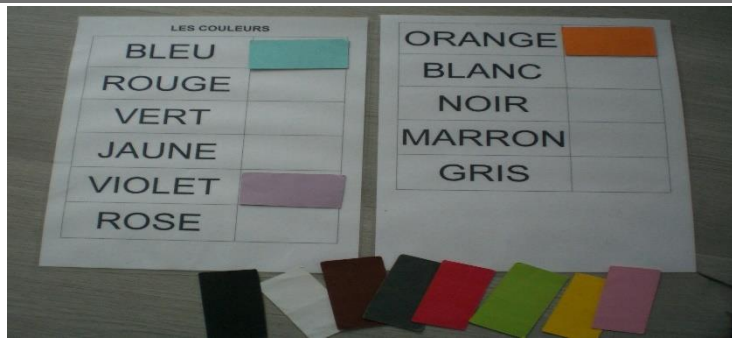 LES COULEURS
BLEU
ROUGE
VERT
JAUNE
VIOLET
ROSE
ORANGE
BLANC
NOIR
MARRON
GRIS